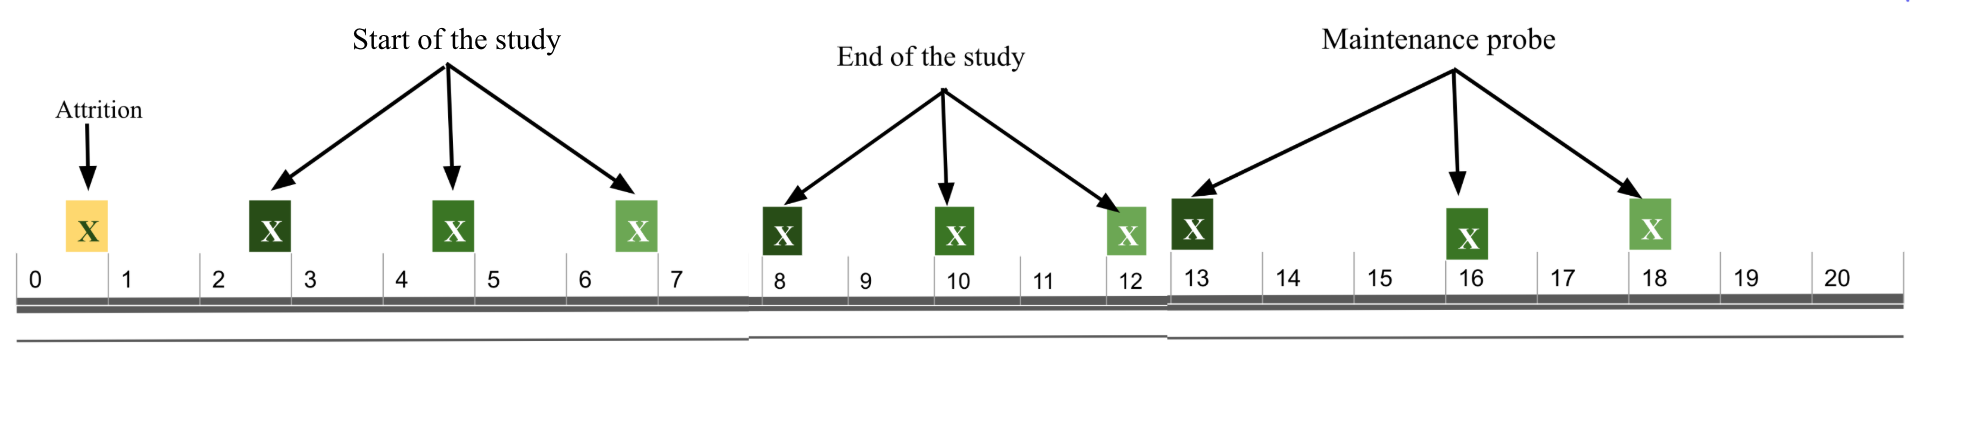 Start of the study
End of the study
Maintenance probe
Attrition
X X X X X X X X X X
0 1 2 3 4 5 6 7 8 9 10 11 12 13 14 15 16 17 18 19 20